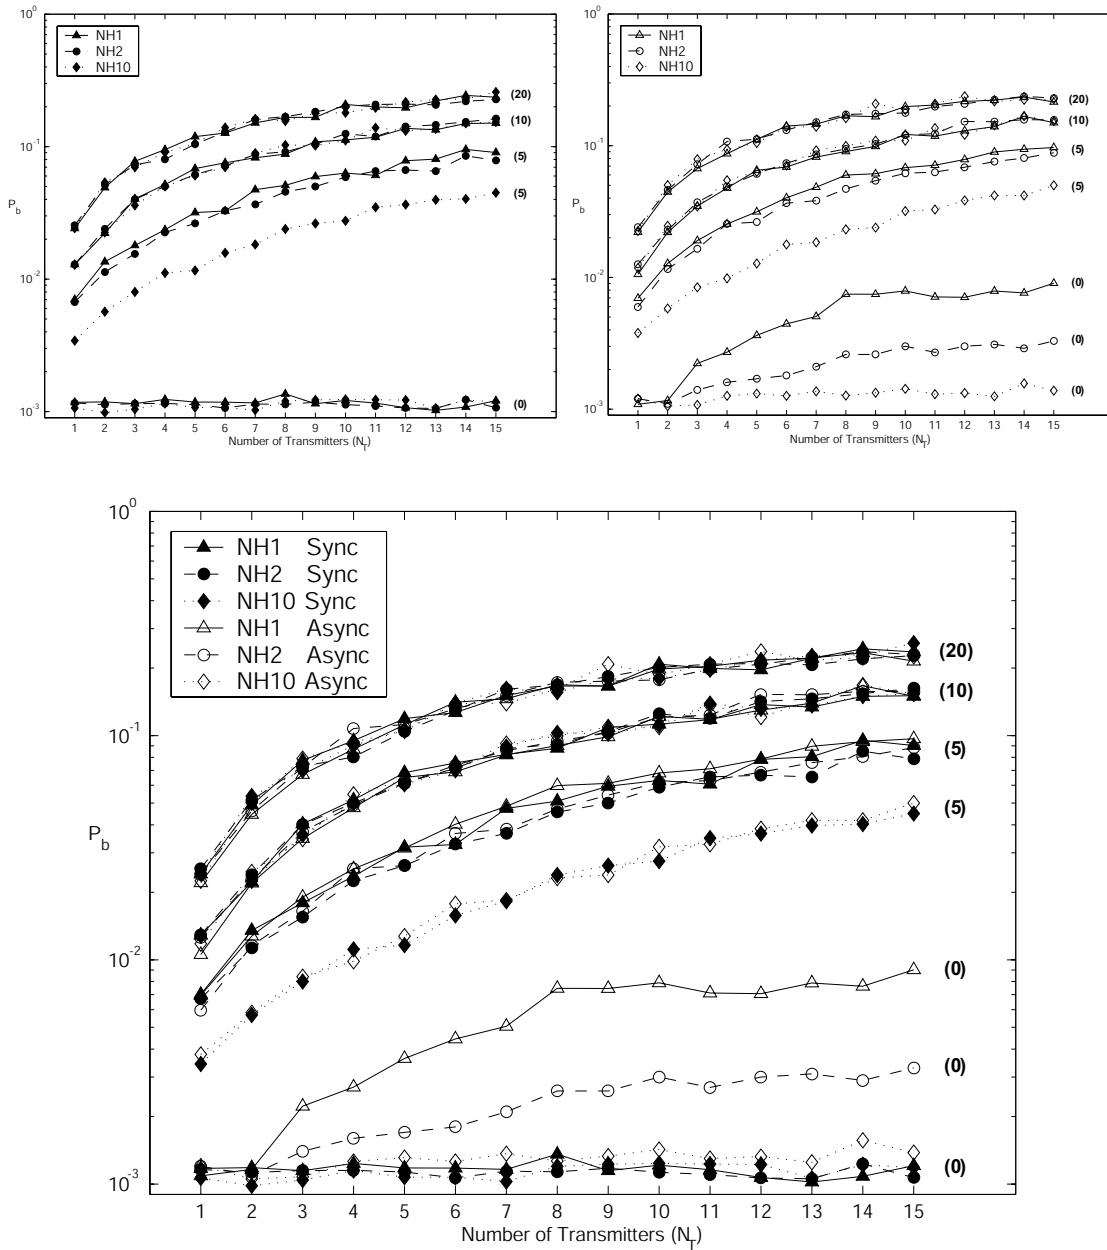 10^0
NH1
NH2
NH10
(20)
(10)
10^-1
(5)
P_b
(5)
10^-2
(0)
10^-3
1 2 3 4 5 6 7 8 9 10 11 12 13 14 15
Number of Transmitters (N_T)
10^0
NH1
NH2
NH10
(20)
(10)
10^-1
(5)
(5)
P_b
10^-2
(0)
(0)
(0)
10^-3
1 2 3 4 5 6 7 8 9 10 11 12 13 14 15
Number of Transmitters (N_T)
10^0
NH1 Sync
NH2 Sync
NH10 Sync
NH1 Async
NH2 Async
NH10 Async
(20)
(10)
10^-1
(5)
(5)
P_b
10^-2
(0)
(0)
(0)
10^-3
1 2 3 4 5 6 7 8 9 10 11 12 13 14 15
Number of Transmitters (N_T)